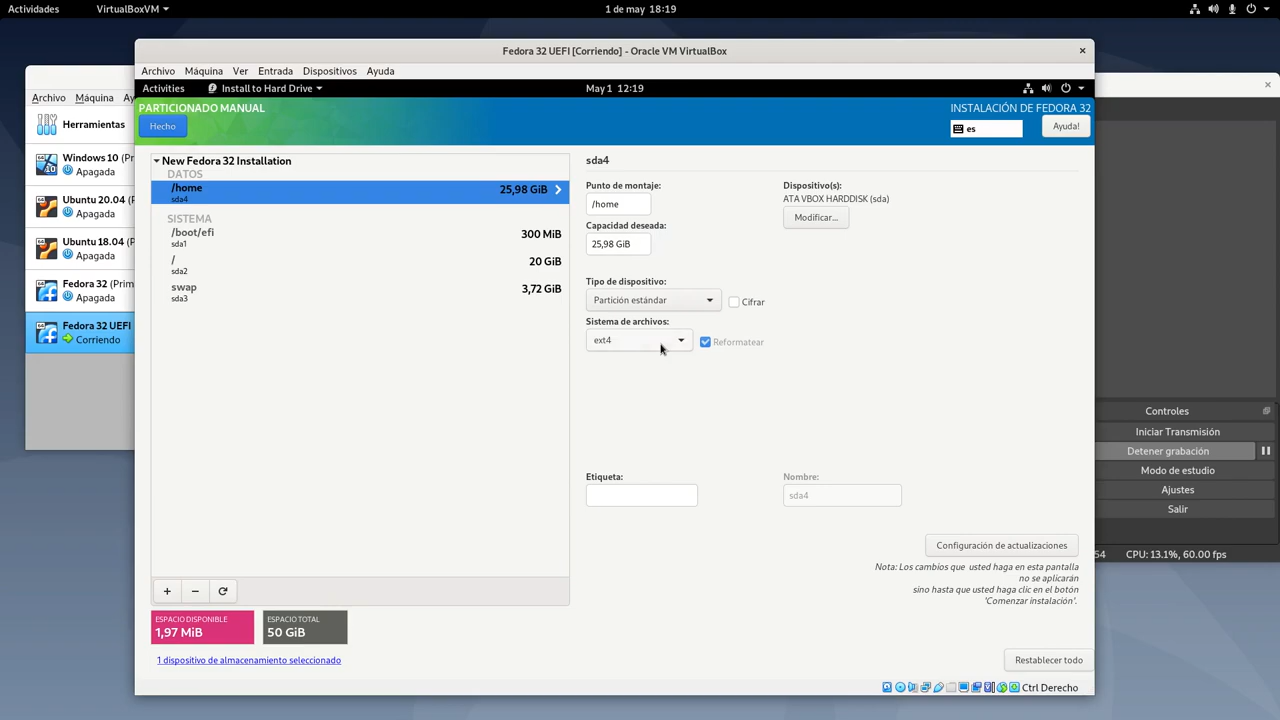 Actividades
VirtualBoxVM
1 de may 18:19
Fedora 32 UEFI [Corriendo] - Oracle VM VirtualBox
Archivo Máquina Ver Entrada Dispositivos Ayuda
Activities
Install to Hard Drive
May 1 12:19
PARTICIONADO MANUAL
Hecho
INSTALACIÓN DE FEDORA 32
es
Ayuda!
Archivo Máquina
Herramientas
Windows 10
Apagada
Ubuntu 20.04
Apagada
Ubuntu 18.04
Apagada
Fedora 32 (Prim
Apagada
Fedora 32 UEFI
Corriendo
New Fedora 32 Installation
DATOS
/home 25,98 GiB
sda4
SISTEMA
/boot/efi 300 MiB
sda1
/ 20 GiB
sda2
swap 3,72 GiB
sda3
+ −
ESPACIO DISPONIBLE
1,97 MiB
ESPACIO TOTAL
50 GiB
1 dispositivo de almacenamiento seleccionado
sda4
Punto de montaje:
/home
Capacidad deseada:
25,98 GiB
Dispositivo(s):
ATA VBOX HARDDISK (sda)
Modificar...
Tipo de dispositivo:
Partición estándar
Cifrar
Sistema de archivos:
ext4
Reformatear
Etiqueta:
Nombre:
sda4
Configuración de actualizaciones
Nota: Los cambios que usted haga en esta pantalla
no se aplicarán
sino hasta que usted haga clic en el botón
'Comenzar instalación'.
Restablecer todo
Ctrl Derecho
Controles
Iniciar Transmisión
Detener grabación
Modo de estudio
Ajustes
Salir
54 CPU: 13.1%, 60.00 fps